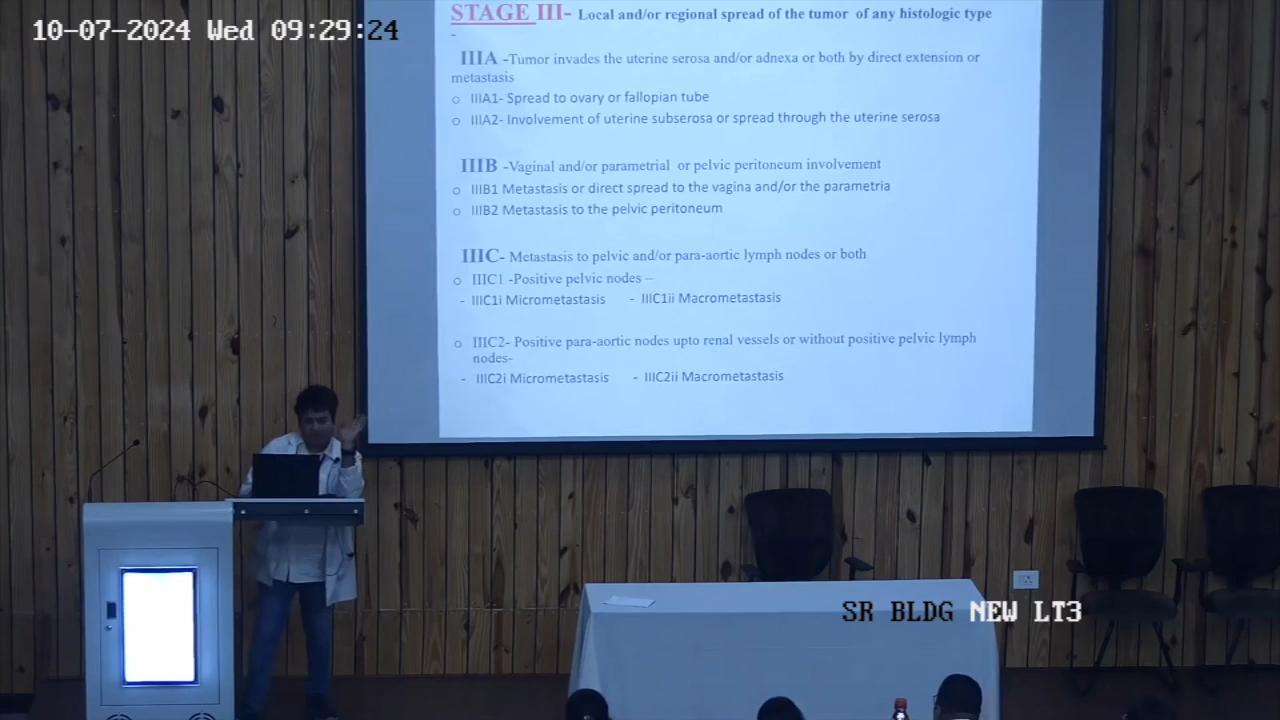 10-07-2024 Wed 09:29:24
STAGE III- Local and/or regional spread of the tumor of any histologic type
-
IIIA -Tumor invades the uterine serosa and/or adnexa or both by direct extension or
metastasis
o IIIA1- Spread to ovary or fallopian tube
o IIIA2- Involvement of uterine subserosa or spread through the uterine serosa
IIIB -Vaginal and/or parametrial or pelvic peritoneum involvement
o IIIB1 Metastasis or direct spread to the vagina and/or the parametria
o IIIB2 Metastasis to the pelvic peritoneum
IIIC- Metastasis to pelvic and/or para-aortic lymph nodes or both
o IIIC1 -Positive pelvic nodes –
- IIIC1i Micrometastasis - IIIC1ii Macrometastasis
o IIIC2- Positive para-aortic nodes upto renal vessels or without positive pelvic lymph
nodes-
- IIIC2i Micrometastasis - IIIC2ii Macrometastasis
SR BLDG NEW LT3